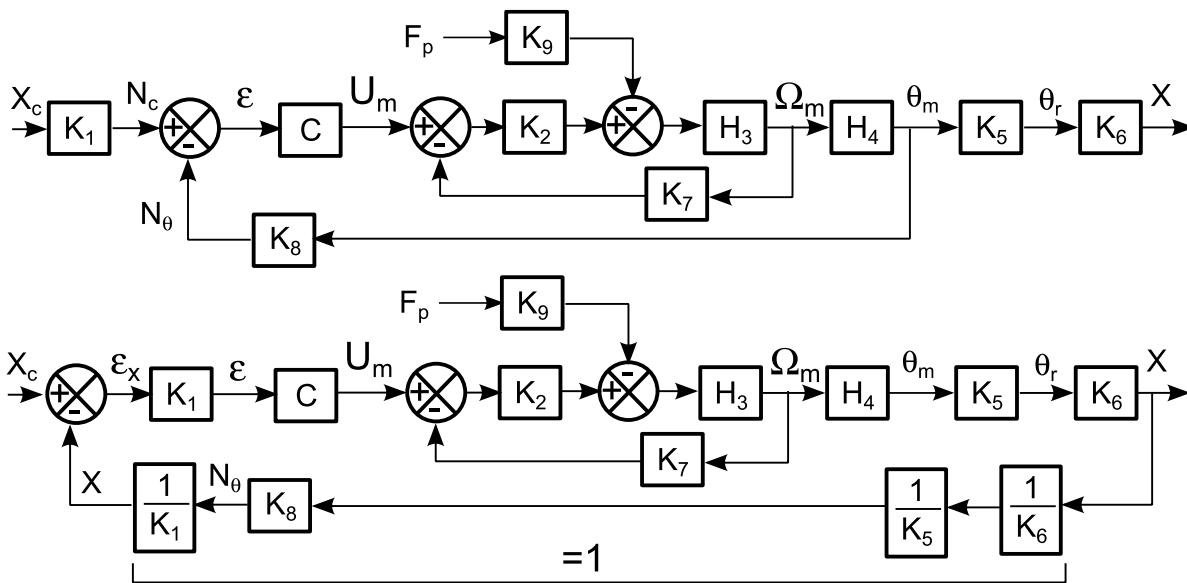 F_p K_9
X_c K_1 N_c + - ε C U_m + - K_2 + - H_3 Ω_m H_4 θ_m K_5 θ_r K_6 X
K_7
N_θ K_8
F_p K_9
X_c + - ε_x K_1 ε C U_m + - K_2 + - H_3 Ω_m H_4 θ_m K_5 θ_r K_6 X
K_7
X 1/K_1 N_θ K_8 1/K_5 1/K_6
=1